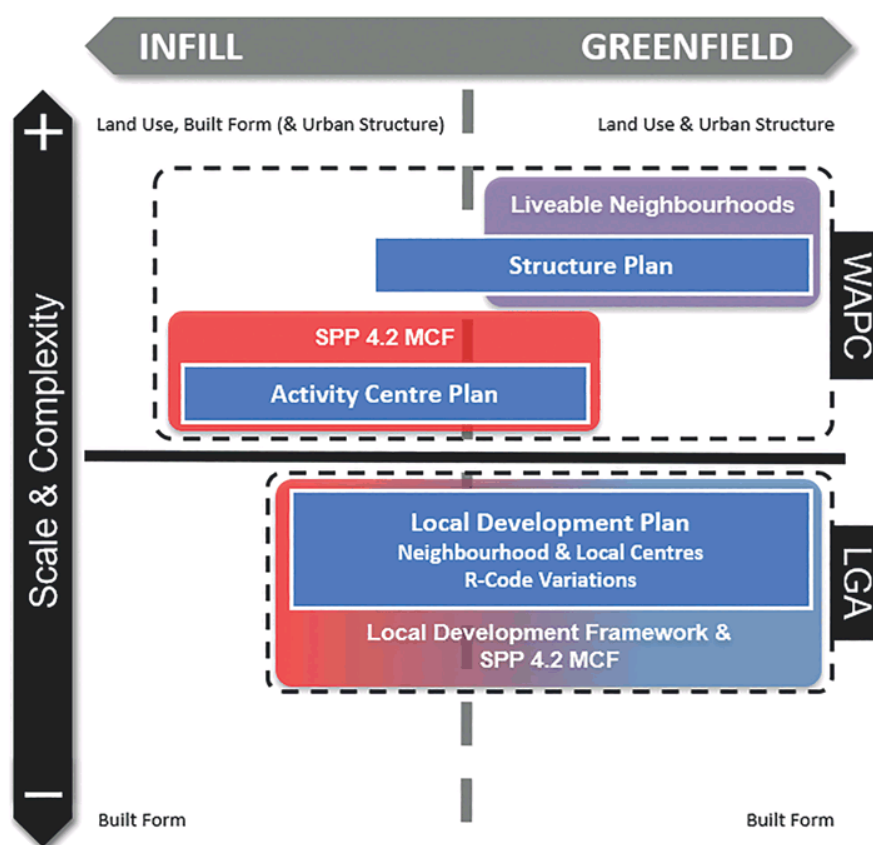 INFILL
GREENFIELD
+
Land Use, Built Form (& Urban Structure)
Land Use & Urban Structure
Liveable Neighbourhoods
Structure Plan
WAPC
SPP 4.2 MCF
Activity Centre Plan
Scale & Complexity
Local Development Plan
Neighbourhood & Local Centres
R-Code Variations
LGA
Local Development Framework &
SPP 4.2 MCF
–
Built Form
Built Form